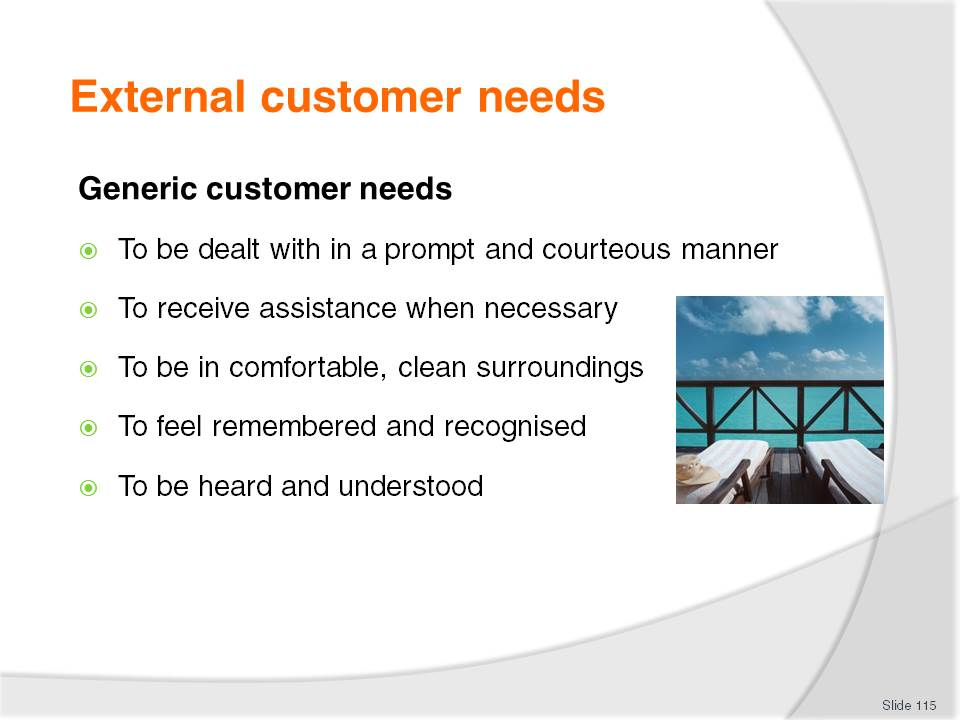 External customer needs
Generic customer needs
To be dealt with in a prompt and courteous manner
To receive assistance when necessary
To be in comfortable, clean surroundings
To feel remembered and recognised
To be heard and understood
Slide 115